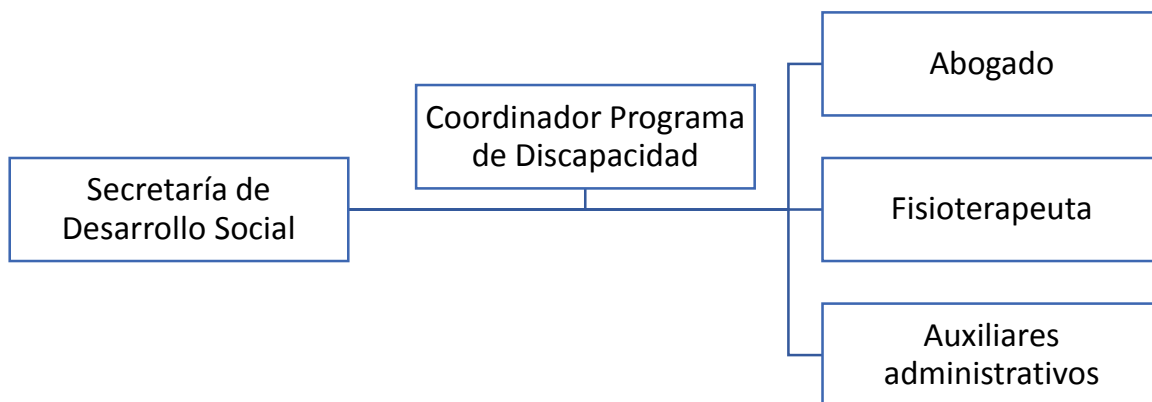 Secretaría de
Desarrollo Social
Coordinador Programa
de Discapacidad
Abogado
Fisioterapeuta
Auxiliares
administrativos